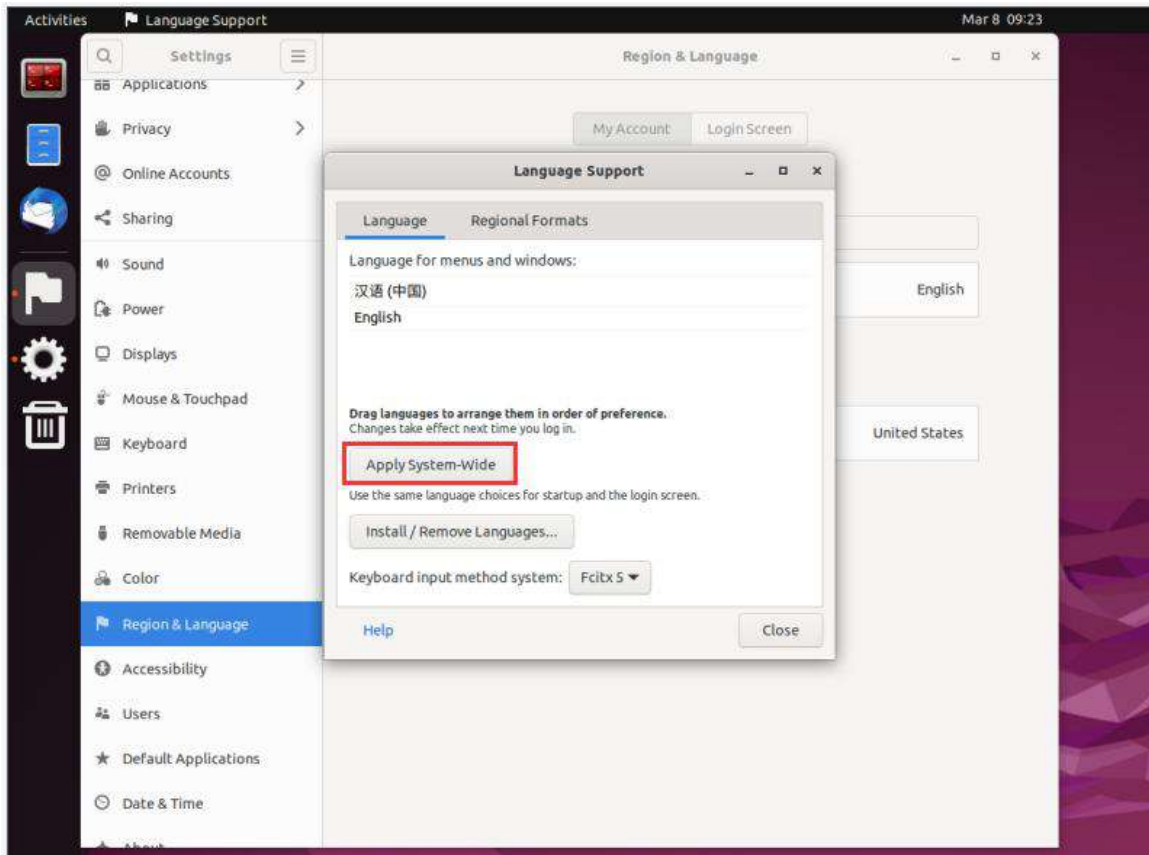 Activities Language Support Mar 8 09:23
Settings Region & Language
Applications
Privacy
Online Accounts
Sharing
Sound
Power
Displays
Mouse & Touchpad
Keyboard
Printers
Removable Media
Color
Region & Language
Accessibility
Users
Default Applications
Date & Time
About
My Account Login Screen
English
United States
Language Support
Language Regional Formats
Language for menus and windows:
汉语 (中国)
English
Drag languages to arrange them in order of preference.
Changes take effect next time you log in.
Apply System-Wide
Use the same language choices for startup and the login screen.
Install / Remove Languages...
Keyboard input method system: Fcitx 5
Help Close